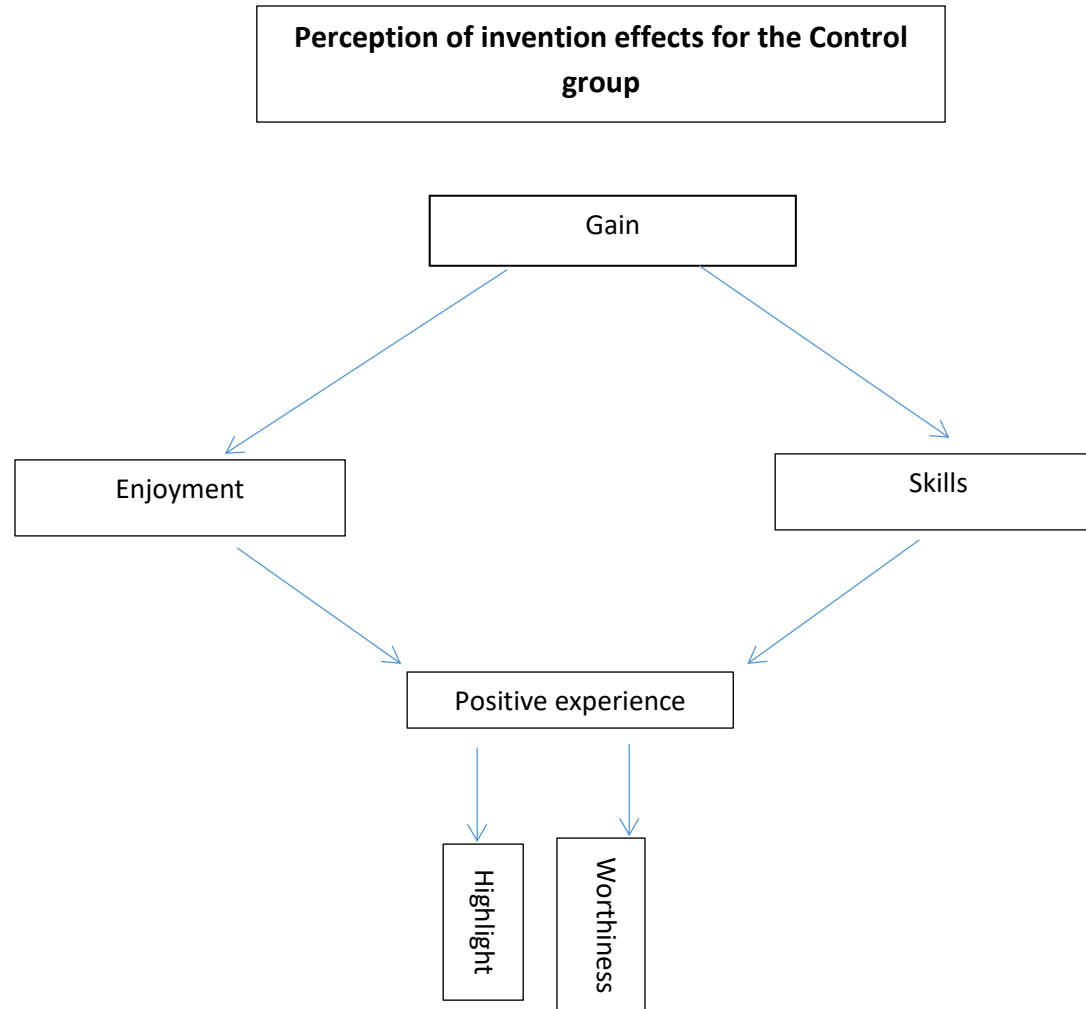 Perception of invention effects for the Control
group
Gain
Enjoyment
Skills
Positive experience
Highlight
Worthiness